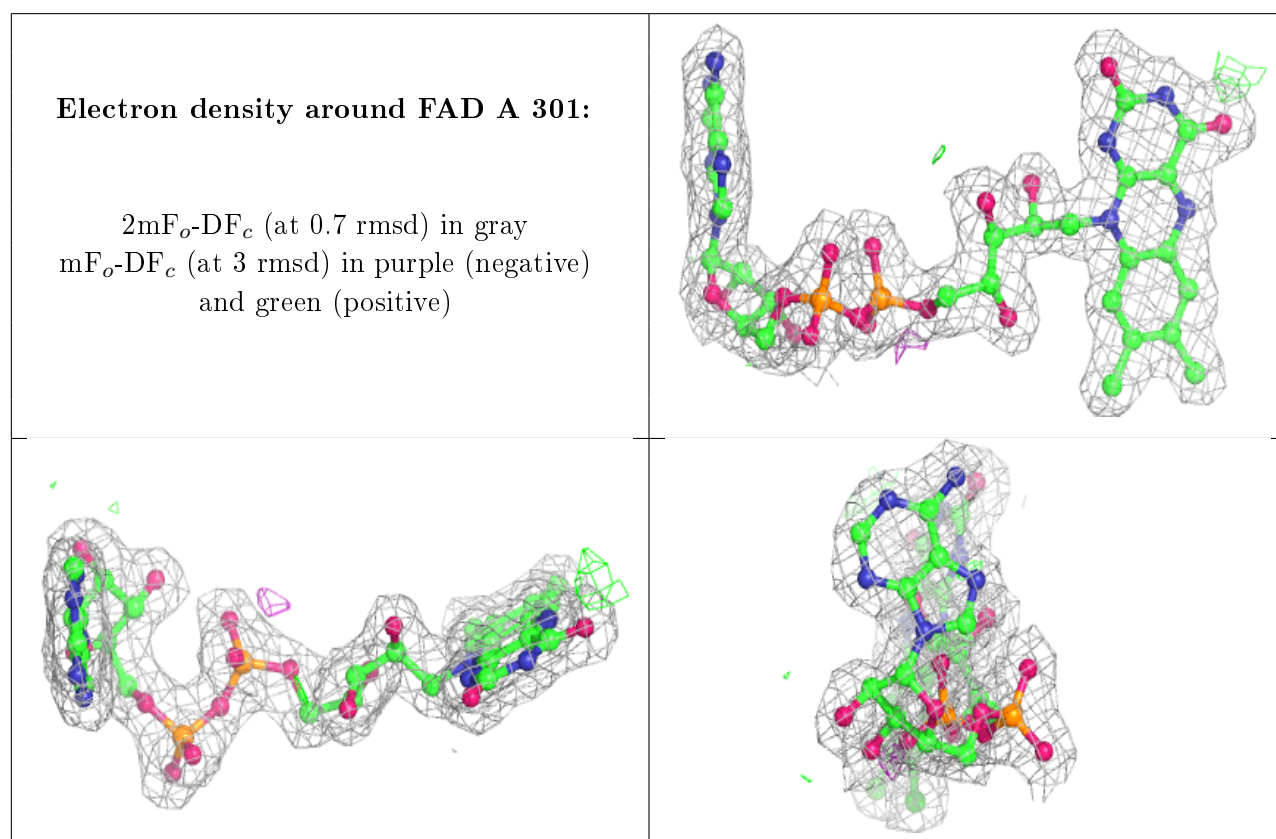 Electron density around FAD A 301:
2mFₒ-DF𝒸 (at 0.7 rmsd) in gray
mFₒ-DF𝒸 (at 3 rmsd) in purple (negative)
and green (positive)